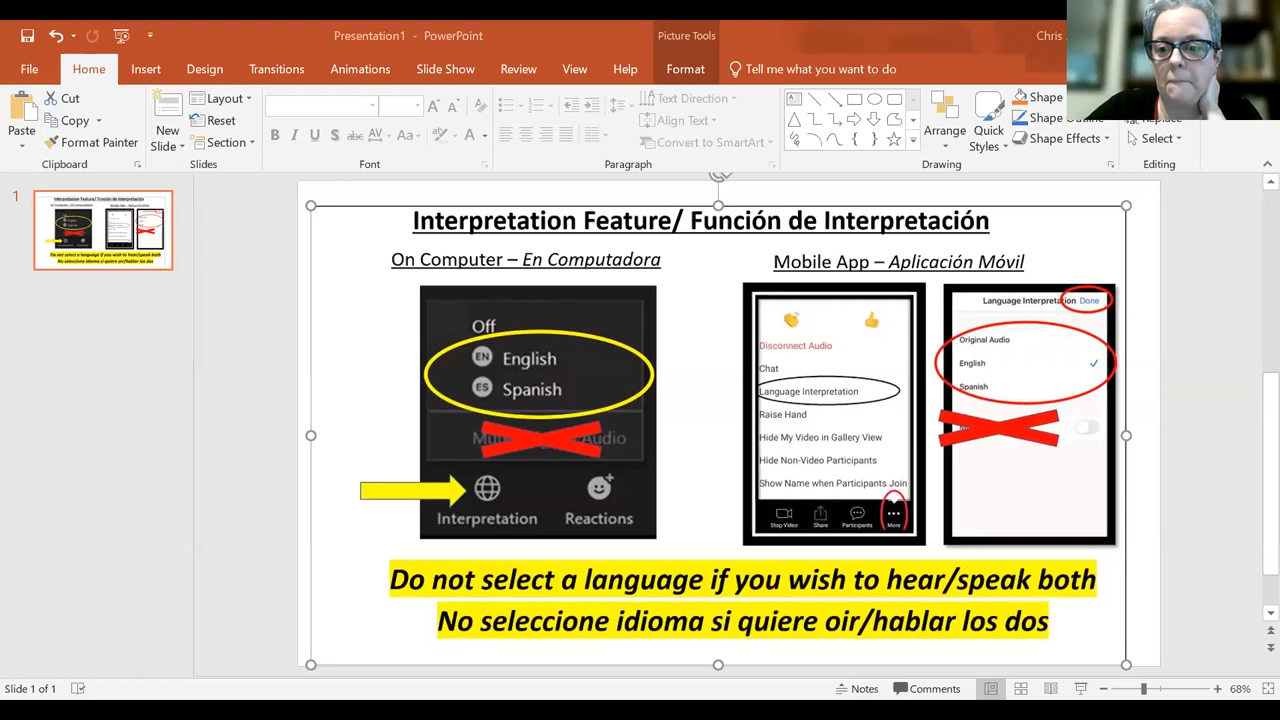 Presentation1 - PowerPoint
Picture Tools
Chris
File Home Insert Design Transitions Animations Slide Show Review View Help Format Tell me what you want to do
Paste
Cut
Copy
Format Painter
Clipboard
New
Slide
Layout
Reset
Section
Slides
Font
Text Direction
Align Text
Convert to SmartArt
Paragraph
Arrange
Quick
Styles
Shape
Shape Outline
Shape Effects
Drawing
Replace
Select
Editing
1
Interpretation Feature/ Función de Interpretación
On Computer – En Computadora
Mobile App – Aplicación Móvil
Off
EN English
ES Spanish
Audio
Interpretation Reactions
Disconnect Audio
Chat
Language Interpretation
Raise Hand
Hide My Video in Gallery View
Hide Non-Video Participants
Show Name when Participants Join
Stop Video Share Participants More
Language Interpretation Done
Original Audio
English
Spanish
Do not select a language if you wish to hear/speak both
No seleccione idioma si quiere oir/hablar los dos
Slide 1 of 1
Notes Comments 68%